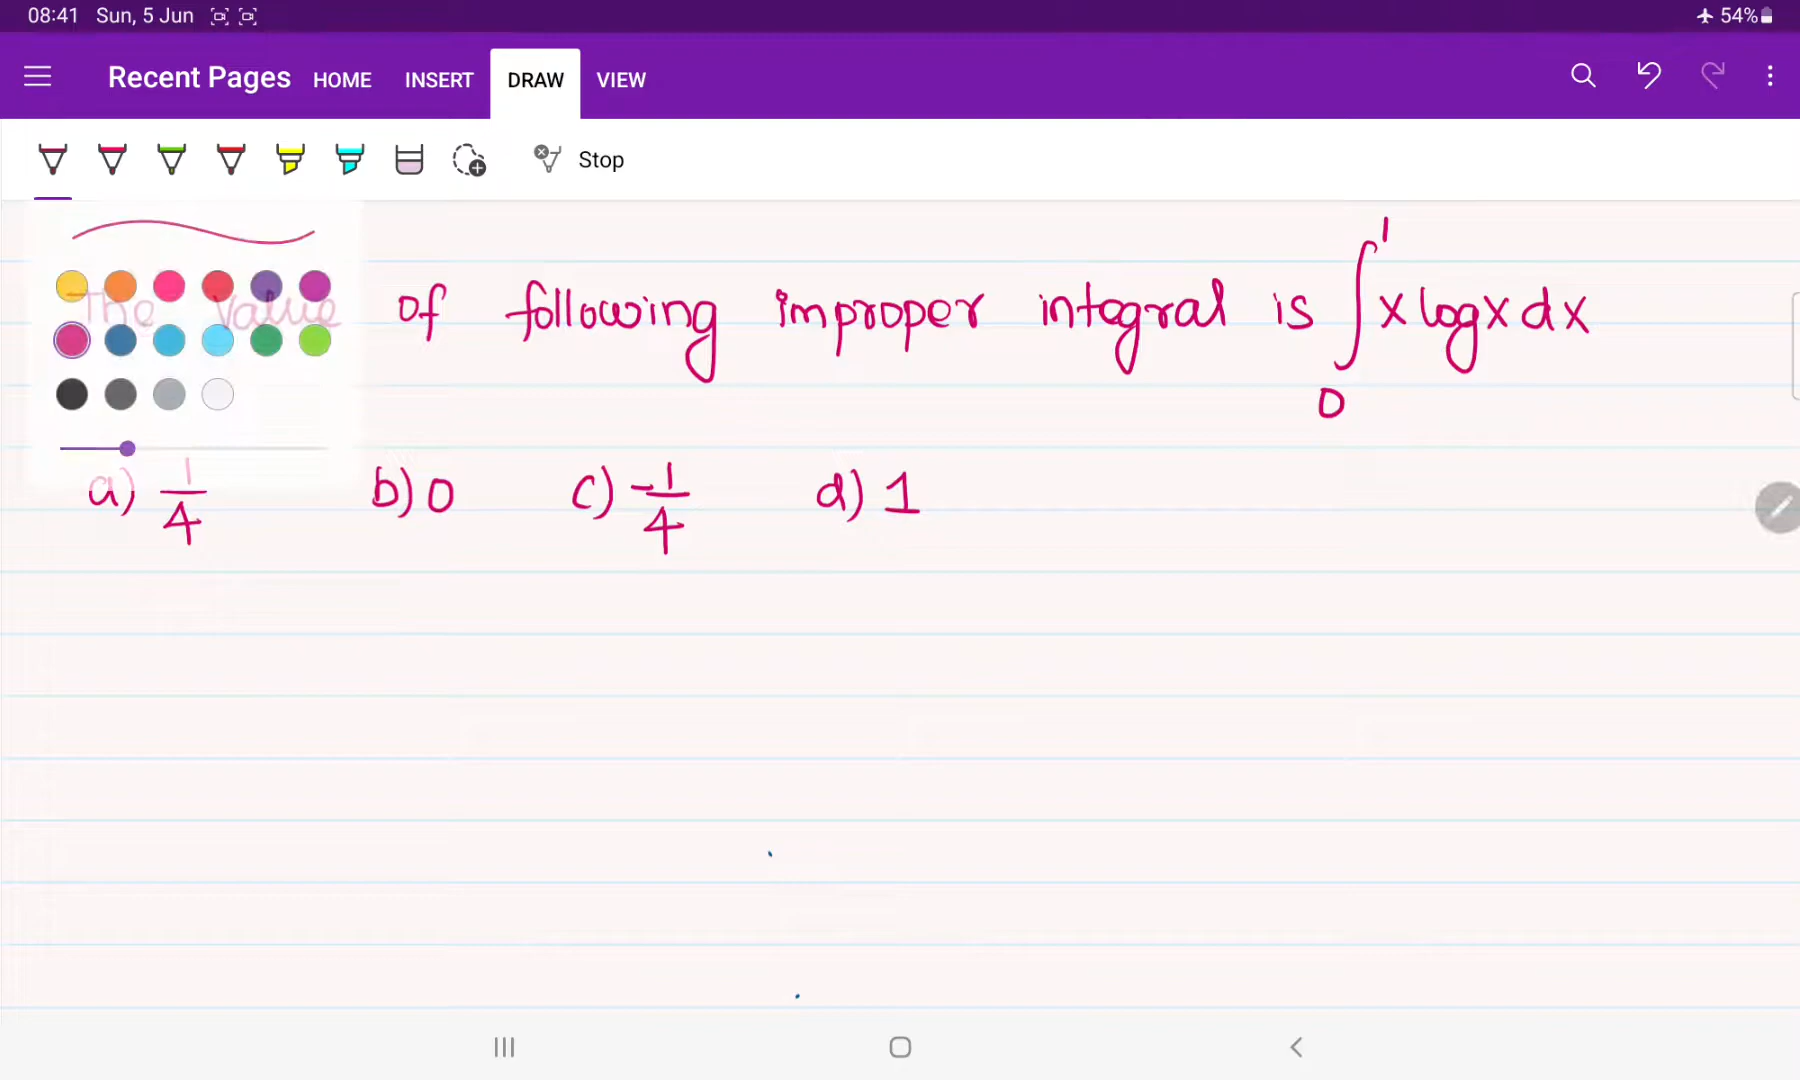 08:41 Sun, 5 Jun 54%
Recent Pages HOME INSERT DRAW VIEW
Stop
The value of following improper integral is ∫₀¹ x log x dx
a) 1/4 b) 0 c) -1/4 d) 1